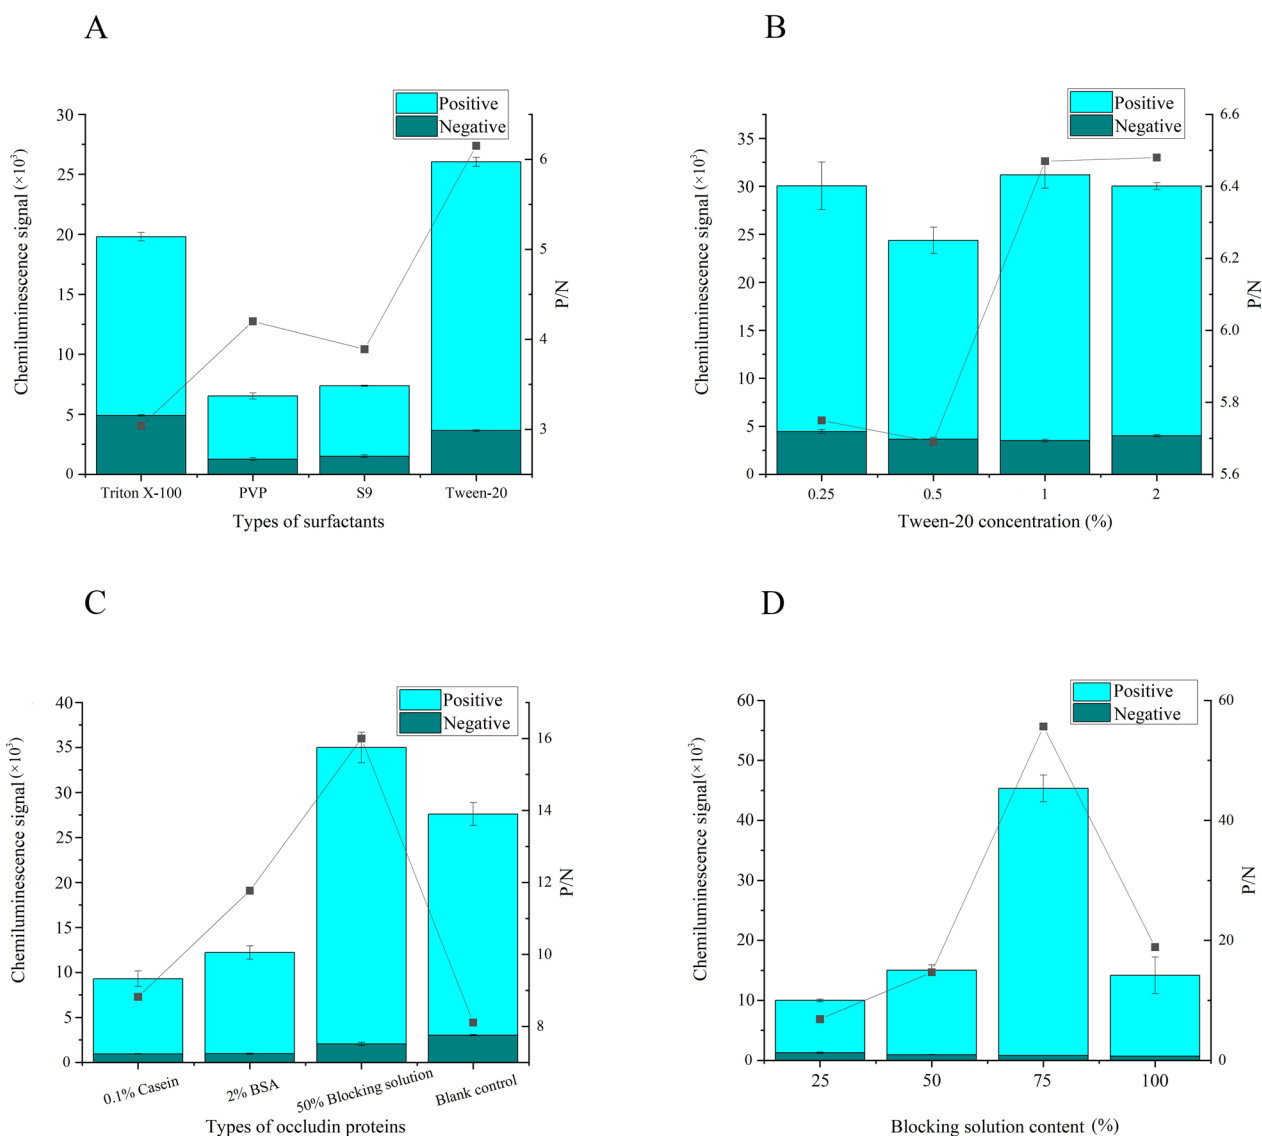 A
Positive
Negative
30
25
20
15
10
5
0
6
5
4
3
Chemiluminescence signal (×10³)
P/N
Triton X-100 PVP S9 Tween-20
Types of surfactants
B
Positive
Negative
35
30
25
20
15
10
5
0
6.6
6.4
6.2
6.0
5.8
5.6
Chemiluminescence signal (×10³)
P/N
0.25 0.5 1 2
Tween-20 concentration (%)
C
Positive
Negative
40
35
30
25
20
15
10
5
0
16
14
12
10
8
Chemiluminescence signal (×10³)
P/N
0.1% Casein 2% BSA 50% Blocking solution Blank control
Types of occludin proteins
D
Positive
Negative
60
50
40
30
20
10
0
60
40
20
0
Chemiluminescence signal (×10³)
P/N
25 50 75 100
Blocking solution content (%)